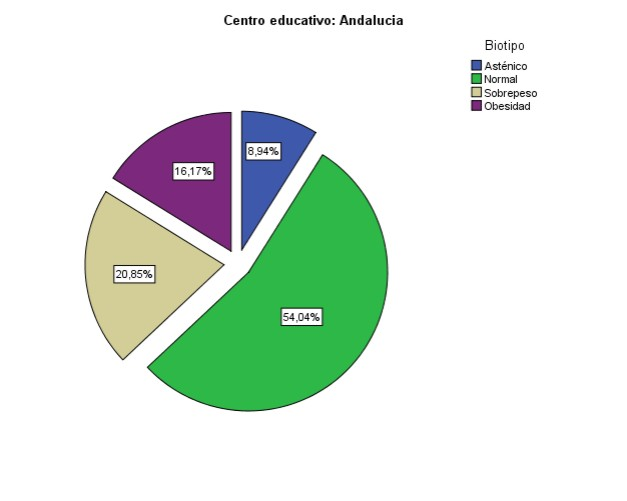 Centro educativo: Andalucia
Biotipo
Asténico
Normal
Sobrepeso
Obesidad
8,94%
16,17%
20,85%
54,04%